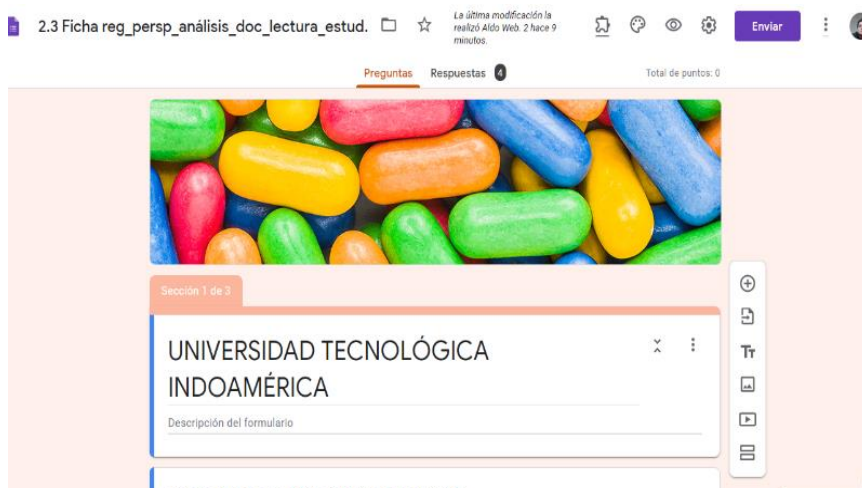 2.3 Ficha reg_persp_análisis_doc_lectura_estud.
La última modificación la
realizó Aldo Web. 2 hace 9
minutos.
Enviar
Preguntas Respuestas 4
Total de puntos: 0
Sección 1 de 3
UNIVERSIDAD TECNOLÓGICA
INDOAMÉRICA
Descripción del formulario
Tт